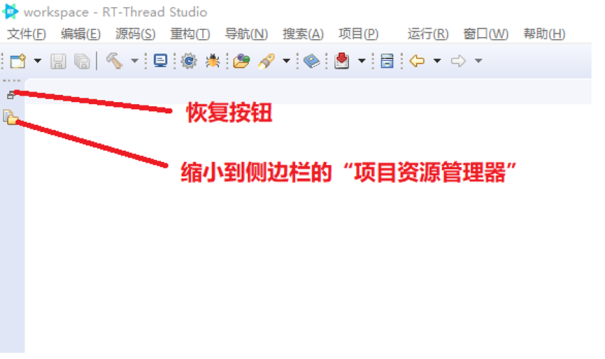 workspace - RT-Thread Studio
文件(F) 编辑(E) 源码(S) 重构(T) 导航(N) 搜索(A) 项目(P) 运行(R) 窗口(W) 帮助(H)
恢复按钮
缩小到侧边栏的“项目资源管理器”